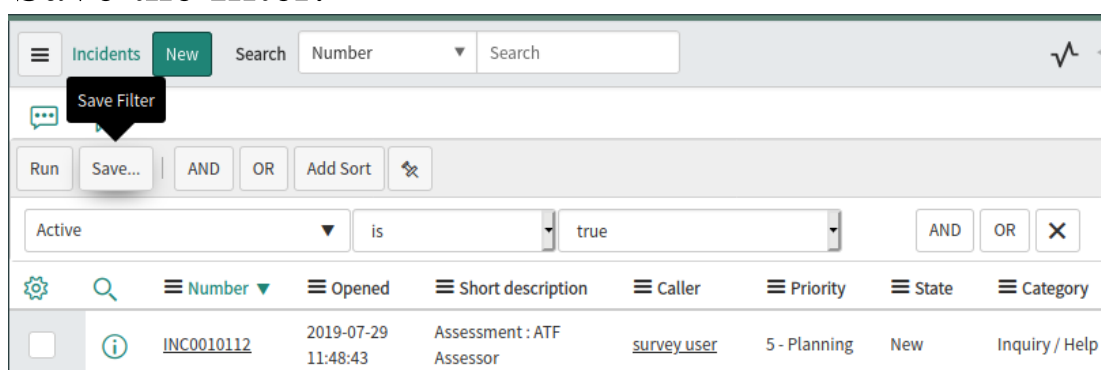 Incidents New Search Number Search
Save Filter
Run Save... AND OR Add Sort
Active is true AND OR
Number Opened Short description Caller Priority State Category
INC0010112 2019-07-29 11:48:43 Assessment : ATF Assessor survey user 5 - Planning New Inquiry / Help